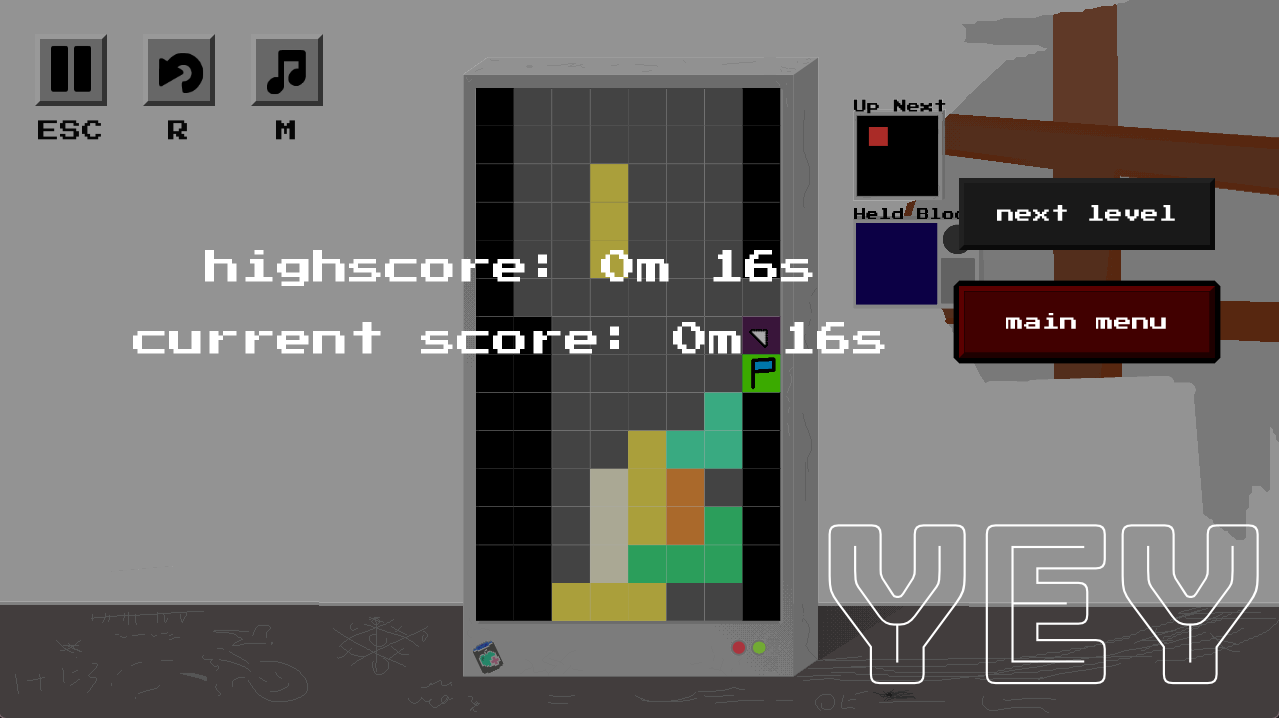 ESC R M
Up Next
Held Bloc
next level
highscore: 0m 16s
main menu
current score: 0m 16s
YEY